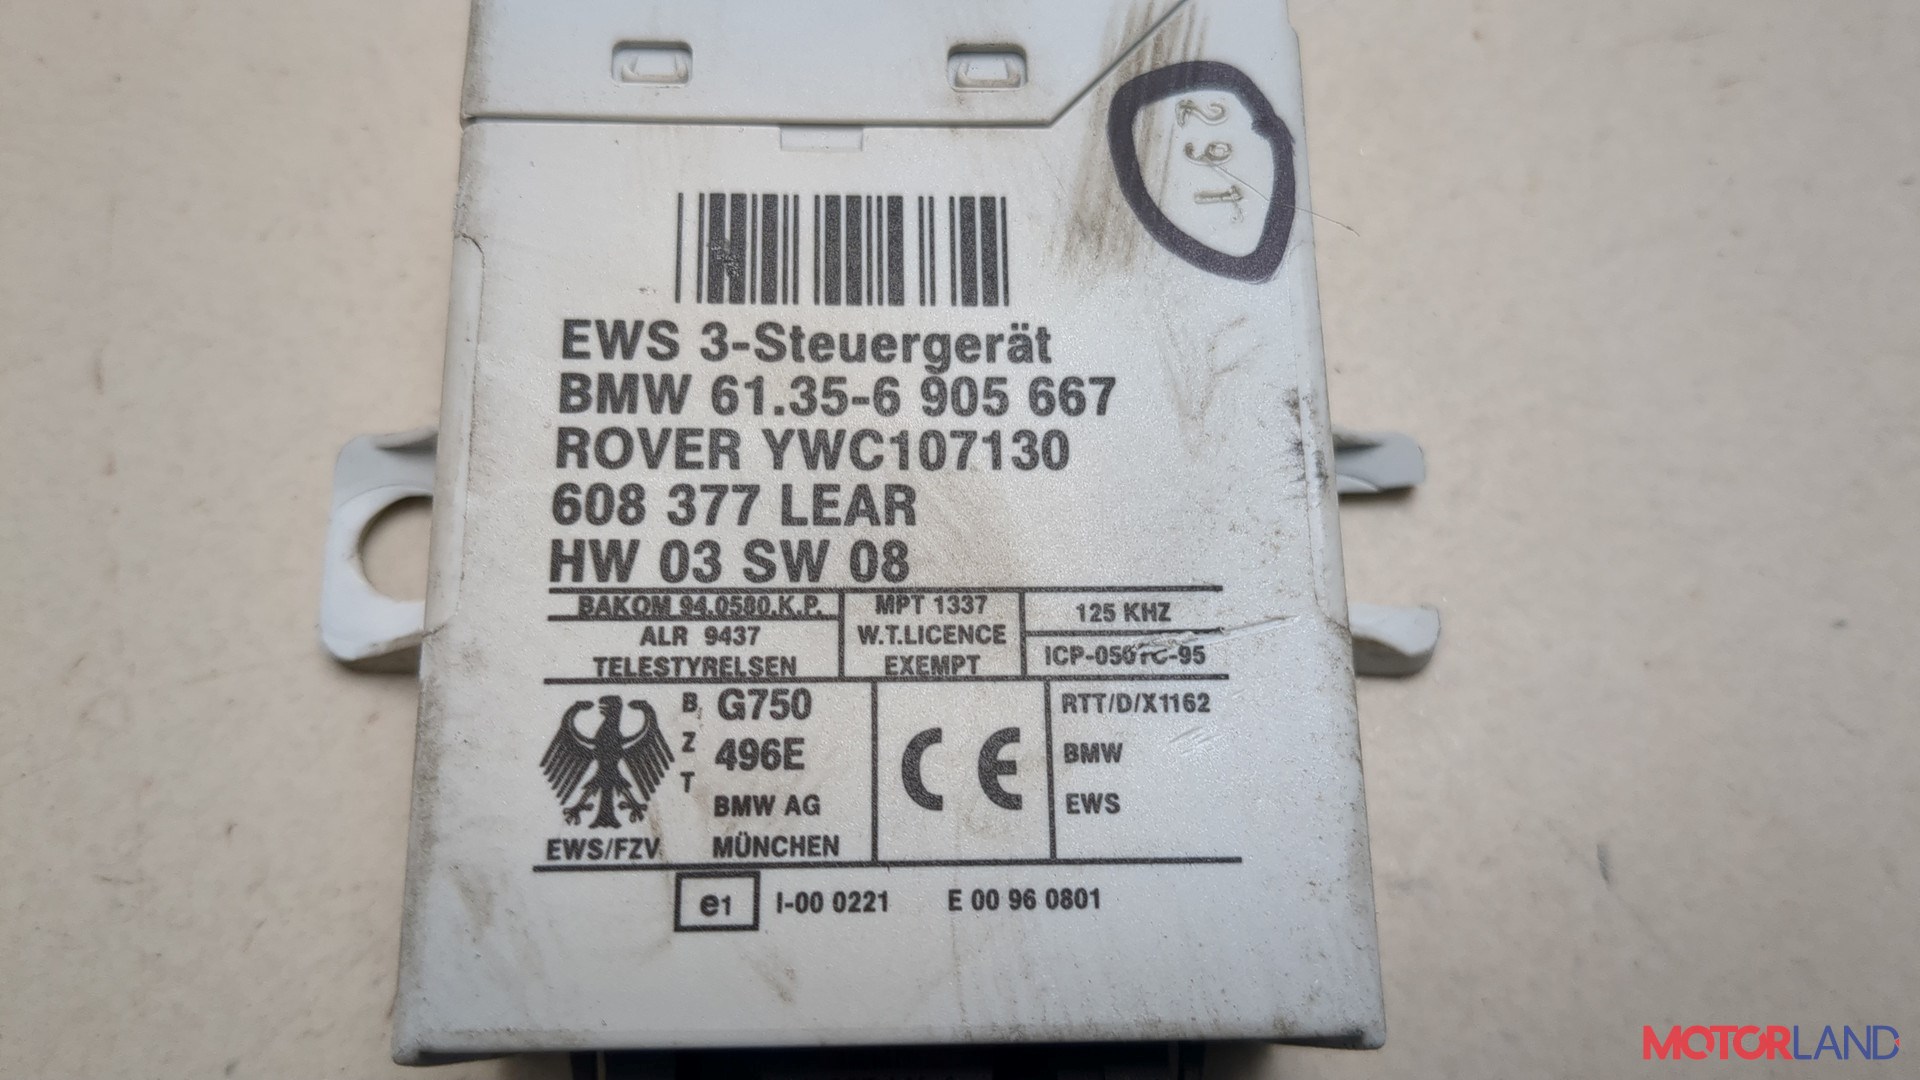 291
EWS 3-Steuergerät
BMW 61.35-6 905 667
ROVER YWC107130
608 377 LEAR
HW 03 SW 08
BAKOM 94.0580.K.P.
ALR 9437
TELESTYRELSEN
MPT 1337
W.T.LICENCE
EXEMPT
125 KHZ
BZT
G750
496E
BMW AG
MÜNCHEN
EWS/FZV
CE
RTT/D/X1162
BMW
EWS
e1 I-00 0221 E 00 96 0801
MOTORLAND